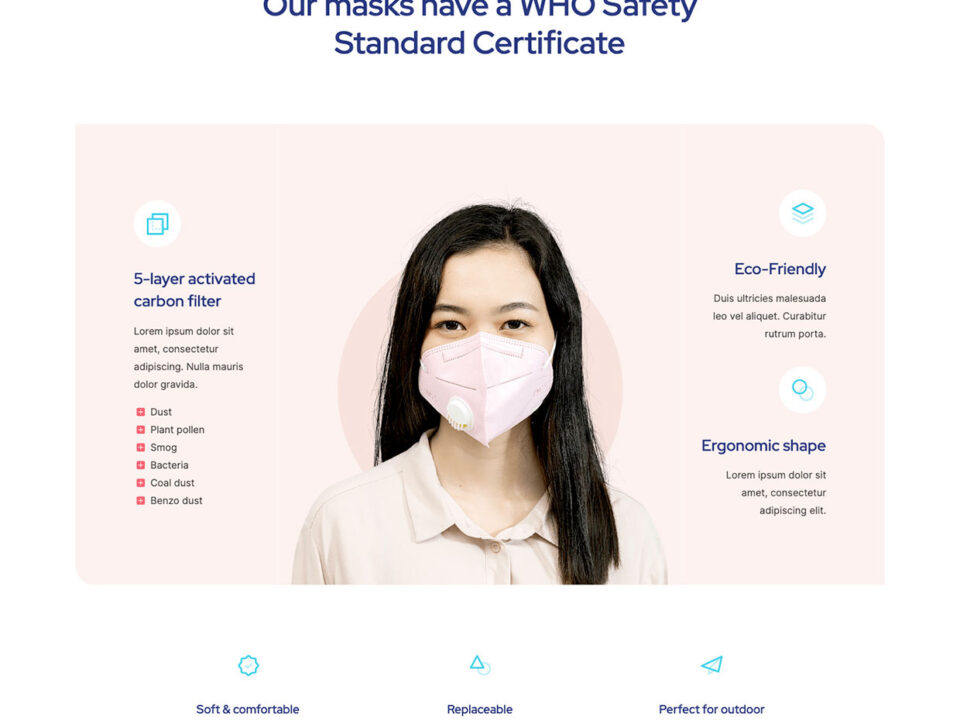 Our masks have a WHO Safety
Standard Certificate
5-layer activated
carbon filter
Lorem ipsum dolor sit
amet, consectetur
adipiscing. Nulla mauris
dolor gravida.
Dust
Plant pollen
Smog
Bacteria
Coal dust
Benzo dust
Eco-Friendly
Duis ultricies malesuada
leo vel aliquet. Curabitur
rutrum porta.
Ergonomic shape
Lorem ipsum dolor sit
amet, consectetur
adipiscing elit.
Soft & comfortable
Replaceable
Perfect for outdoor